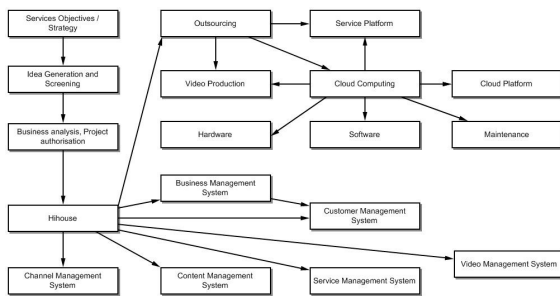 Services Objectives /
Strategy
Outsourcing
Service Platform
Idea Generation and
Screening
Video Production
Cloud Computing
Cloud Platform
Business analysis, Project
authorisation
Hardware
Software
Maintenance
Business Management
System
Hihouse
Customer Management
System
Video Management System
Channel Management
System
Content Management
System
Service Management System